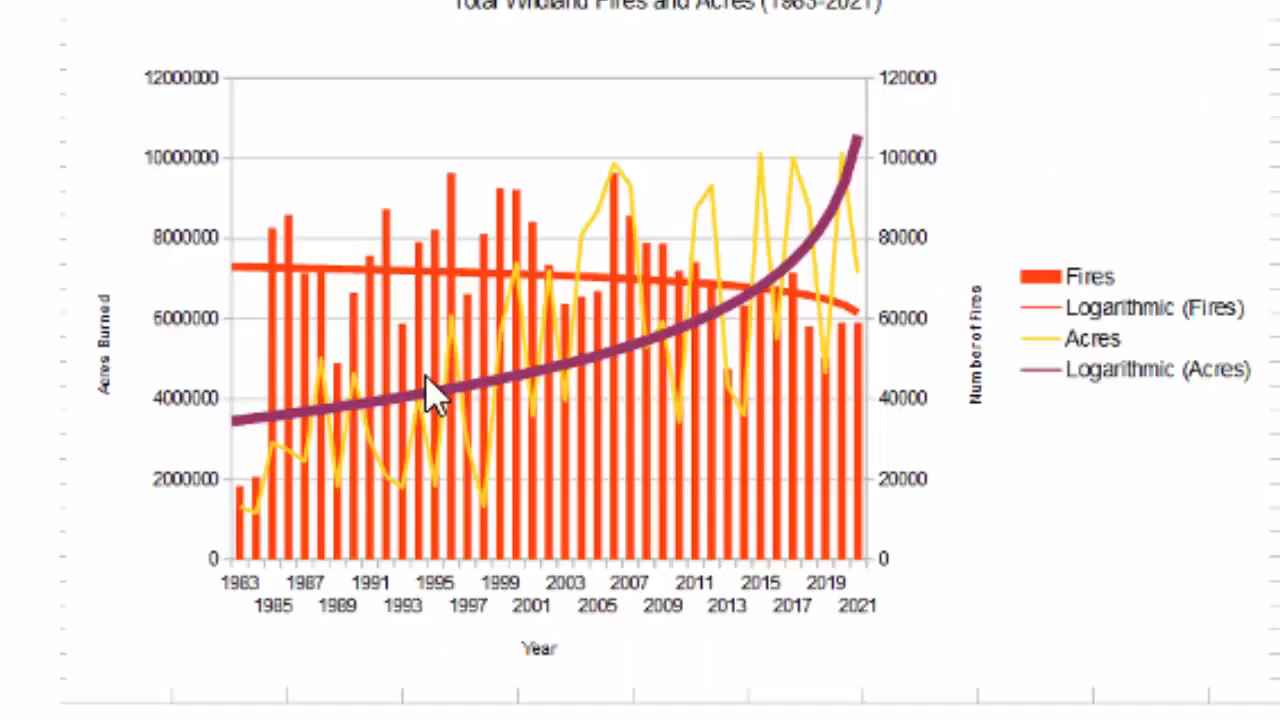 Total Wildland Fires and Acres (1983-2021)
12000000
120000
10000000
100000
8000000
80000
6000000
60000
4000000
40000
2000000
20000
0
0
Acres Burned
Number of Fires
Fires
Logarithmic (Fires)
Acres
Logarithmic (Acres)
1983 1987 1991 1995 1999 2003 2007 2011 2015 2019
1985 1989 1993 1997 2001 2005 2009 2013 2017 2021
Year